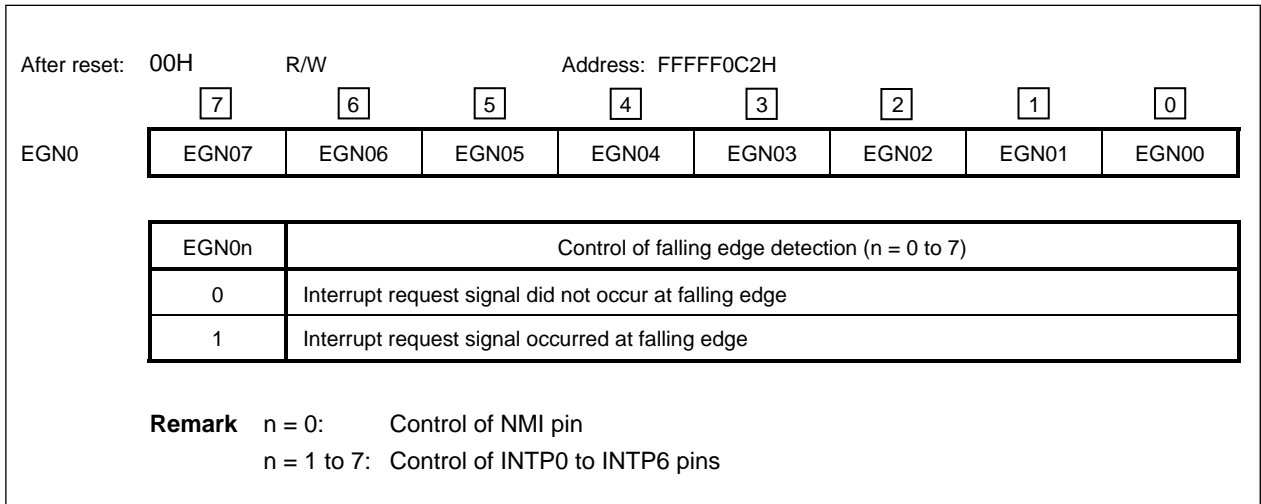 After reset: 00H R/W Address: FFFFF0C2H
7 6 5 4 3 2 1 0
EGN0 EGN07 EGN06 EGN05 EGN04 EGN03 EGN02 EGN01 EGN00
EGN0n Control of falling edge detection (n = 0 to 7)
0 Interrupt request signal did not occur at falling edge
1 Interrupt request signal occurred at falling edge
Remark n = 0: Control of NMI pin
n = 1 to 7: Control of INTP0 to INTP6 pins